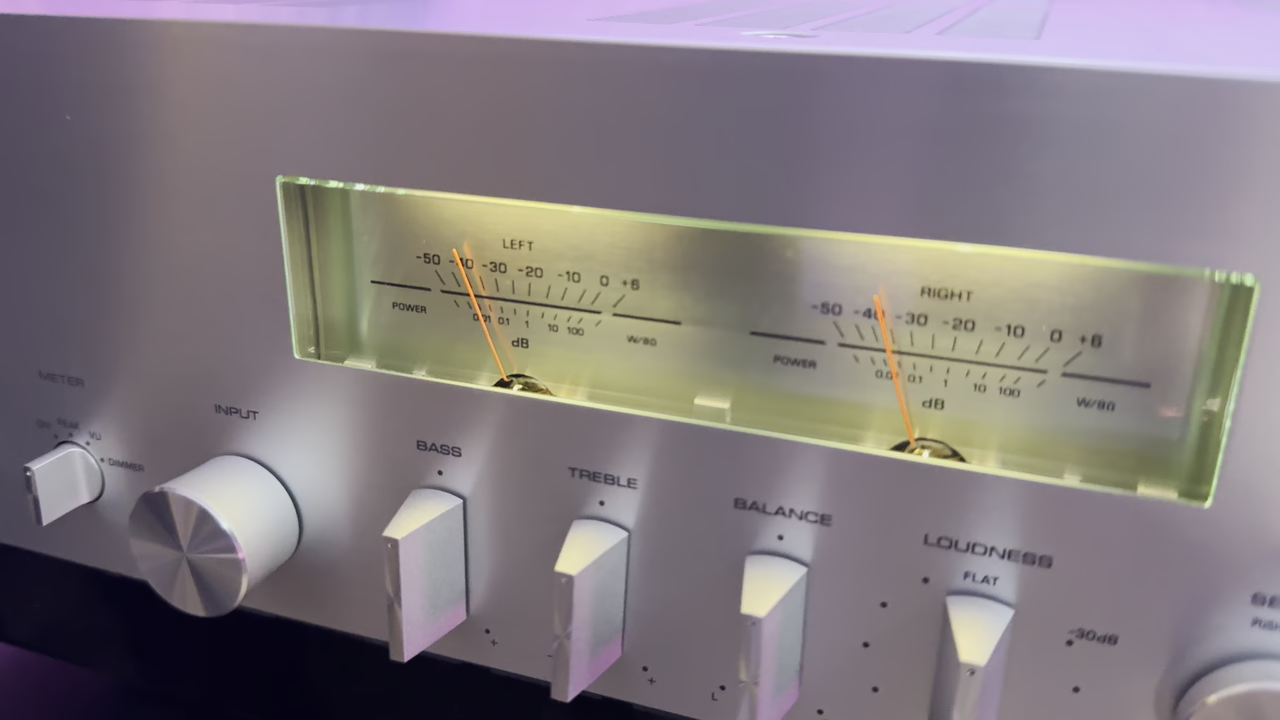 LEFT
-50 -40 -30 -20 -10 0 +6
POWER
0.01 0.1 1 10 100
W/8Ω
dB
RIGHT
-50 -40 -30 -20 -10 0 +6
POWER
0.01 0.1 1 10 100
W/8Ω
dB
METER
PEAK VU
DIMMER
INPUT
BASS
- +
TREBLE
- +
BALANCE
L
LOUDNESS
FLAT
-30dB